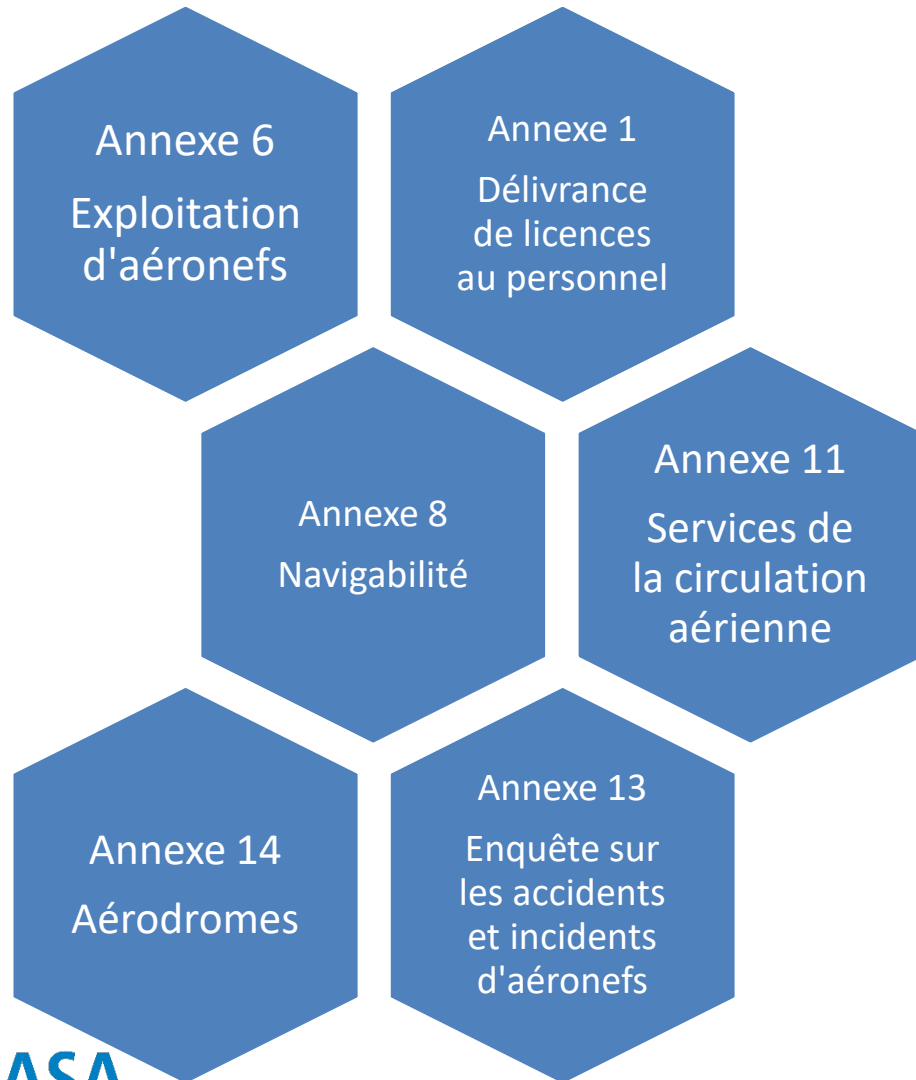 Annexe 6
Exploitation
d'aéronefs
Annexe 1
Délivrance
de licences
au personnel
Annexe 8
Navigabilité
Annexe 11
Services de
la circulation
aérienne
Annexe 14
Aérodromes
Annexe 13
Enquête sur
les accidents
et incidents
d'aéronefs